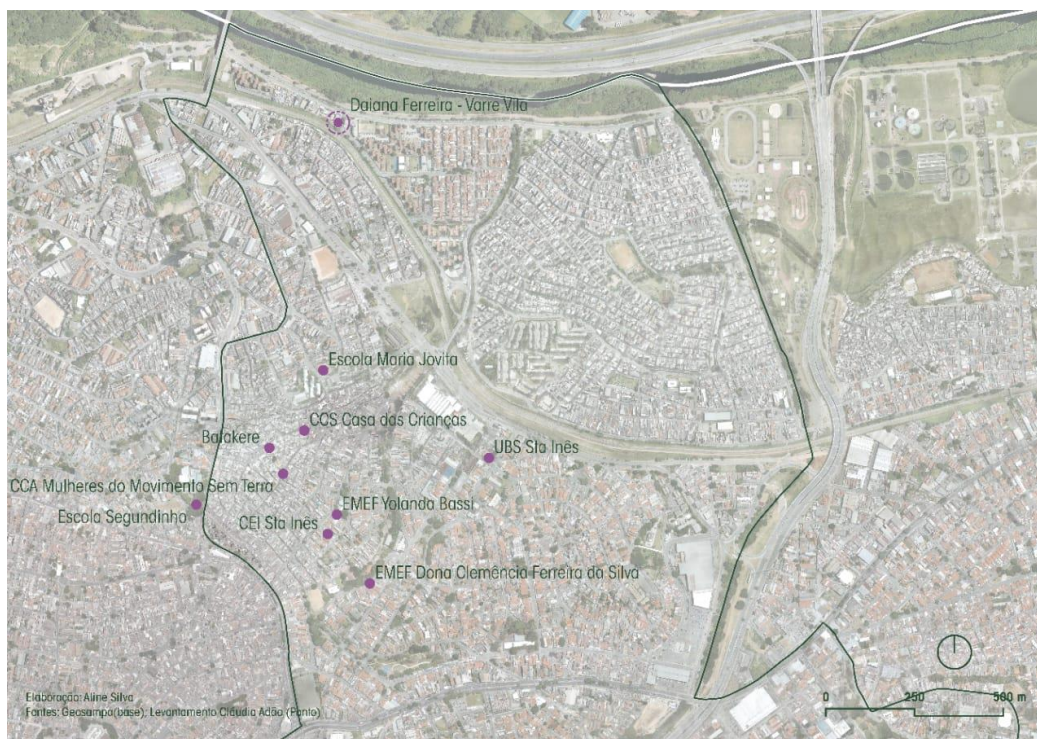 Daiana Ferreira - Varre Vila
Escola Maria Jovita
CCS Casa das Crianças
Batakere
UBS Sta Inês
CCA Mulheres do Movimento Sem Terra
Escola Segundinho
EMEF Yolanda Bassi
CEI Sta Inês
EMEF Dona Clemência Ferreira da Silva
Elaboração: Aline Silva
Fontes: Geosampa(base); Levantamento Cláudia Adão (Ponto)
0 250 500 m